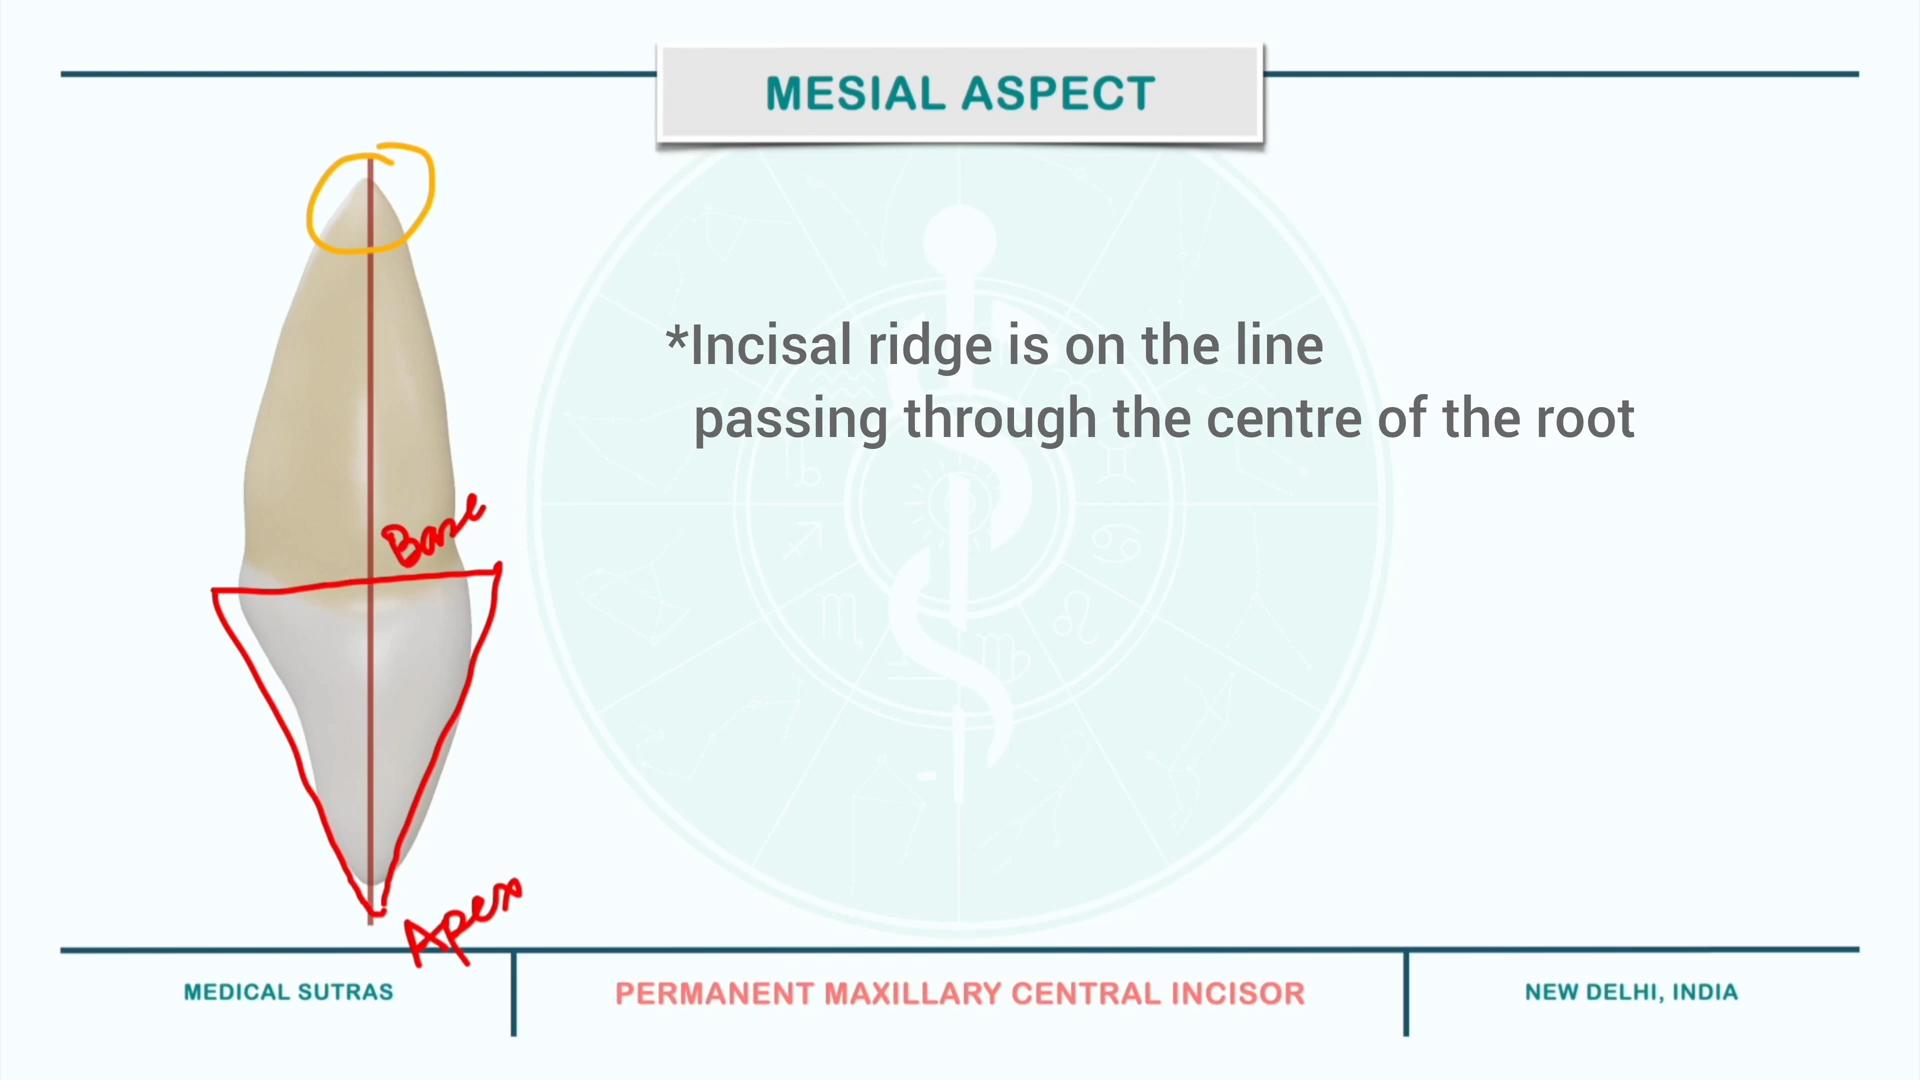 MESIAL ASPECT
*Incisal ridge is on the line
passing through the centre of the root
Base
Apex
MEDICAL SUTRAS
PERMANENT MAXILLARY CENTRAL INCISOR
NEW DELHI, INDIA